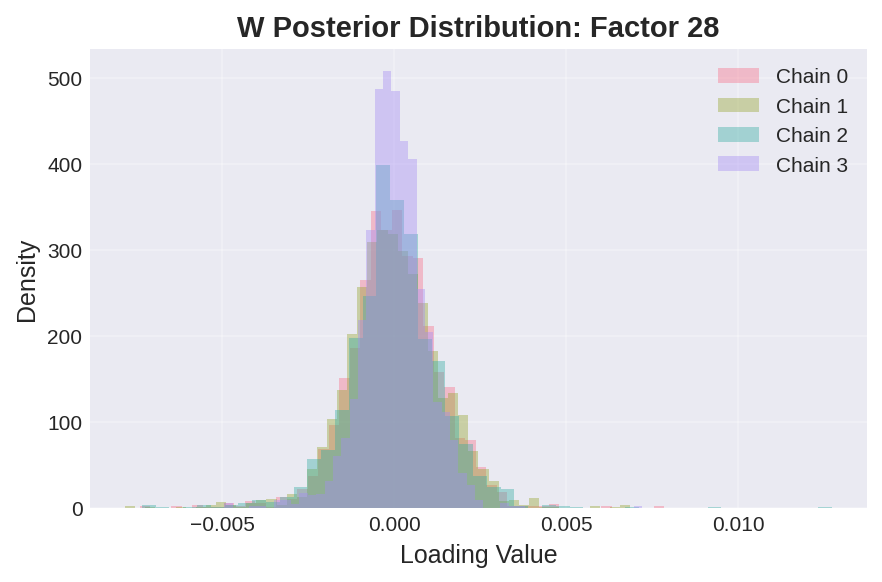 W Posterior Distribution: Factor 28
Chain 0
Chain 1
Chain 2
Chain 3
500
400
300
200
100
0
Density
−0.005
0.000
0.005
0.010
Loading Value